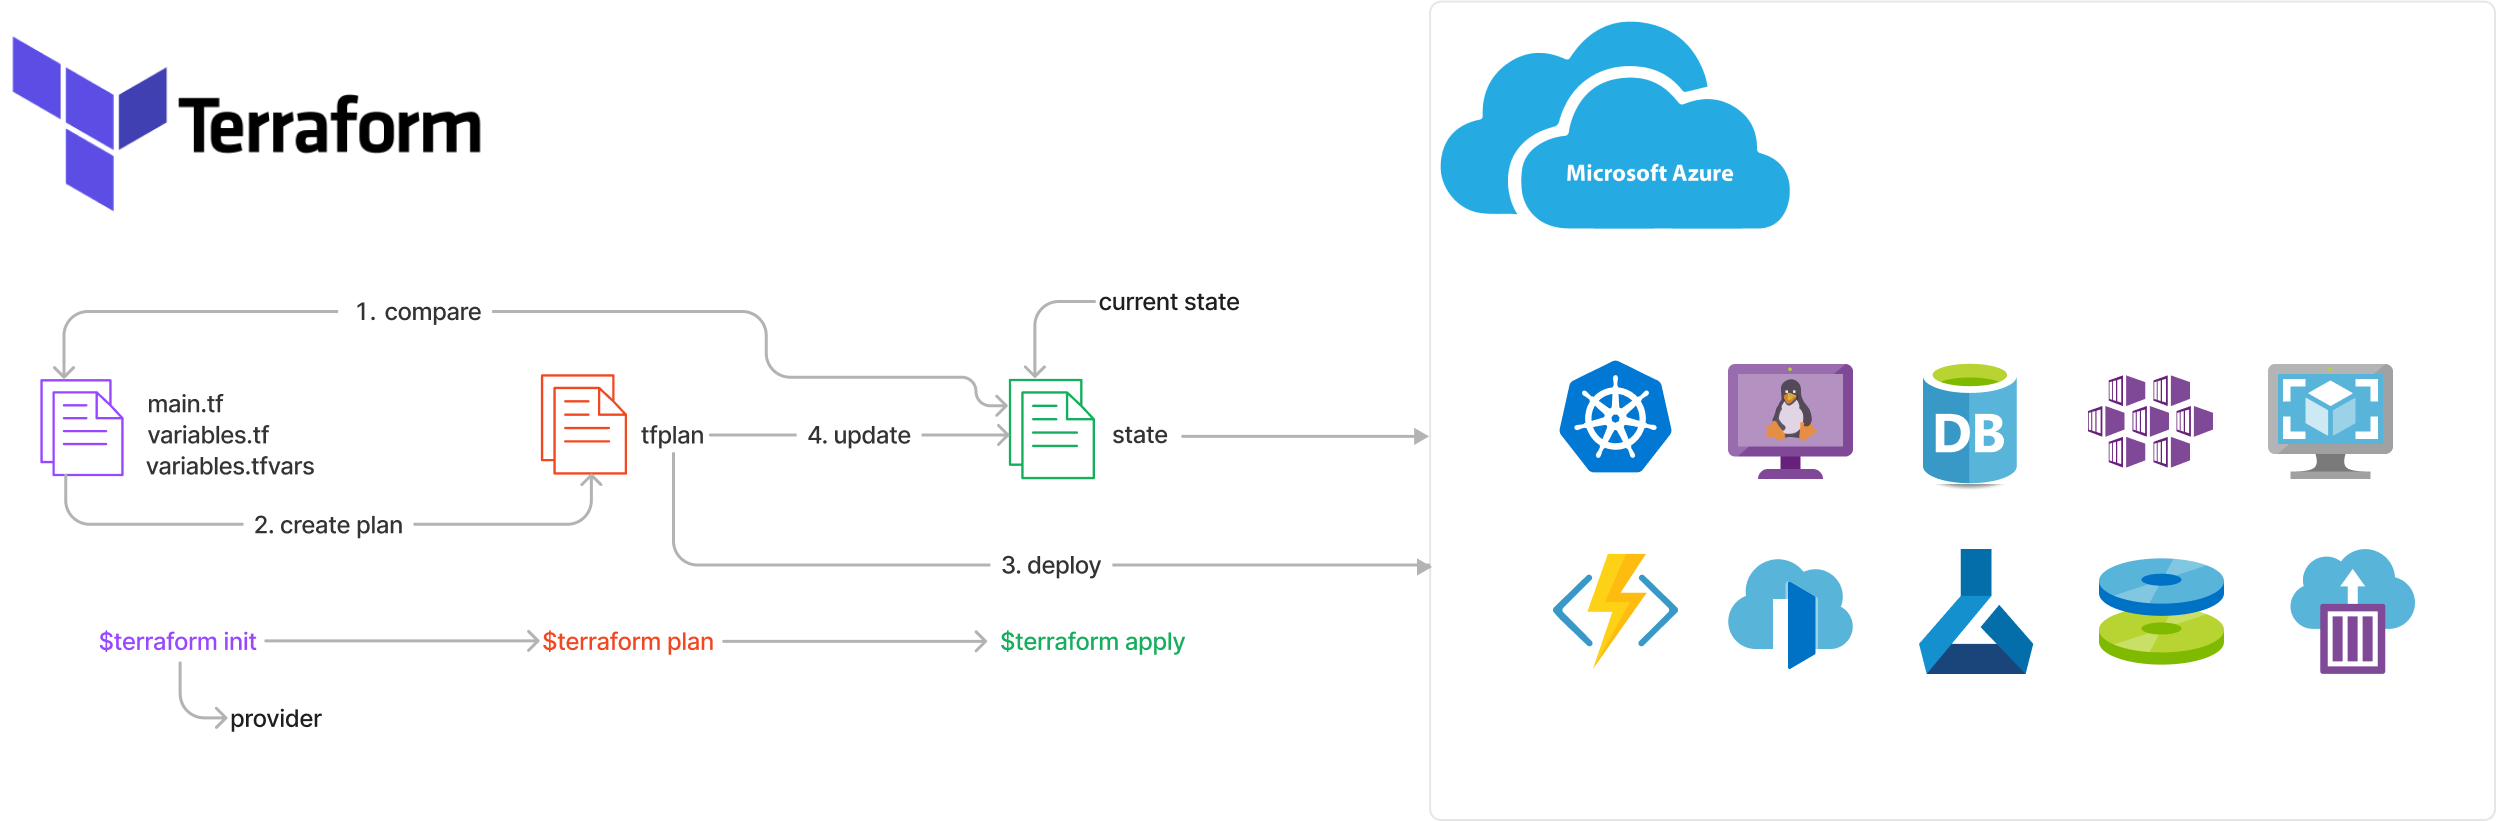 Terraform
Microsoft Azure
1. compare
current state
main.tf
variables.tf
variables.tfvars
tfplan
4. update
state
DB
2. create plan
3. deploy
$terraform init
$terraform plan
$terraform apply
provider